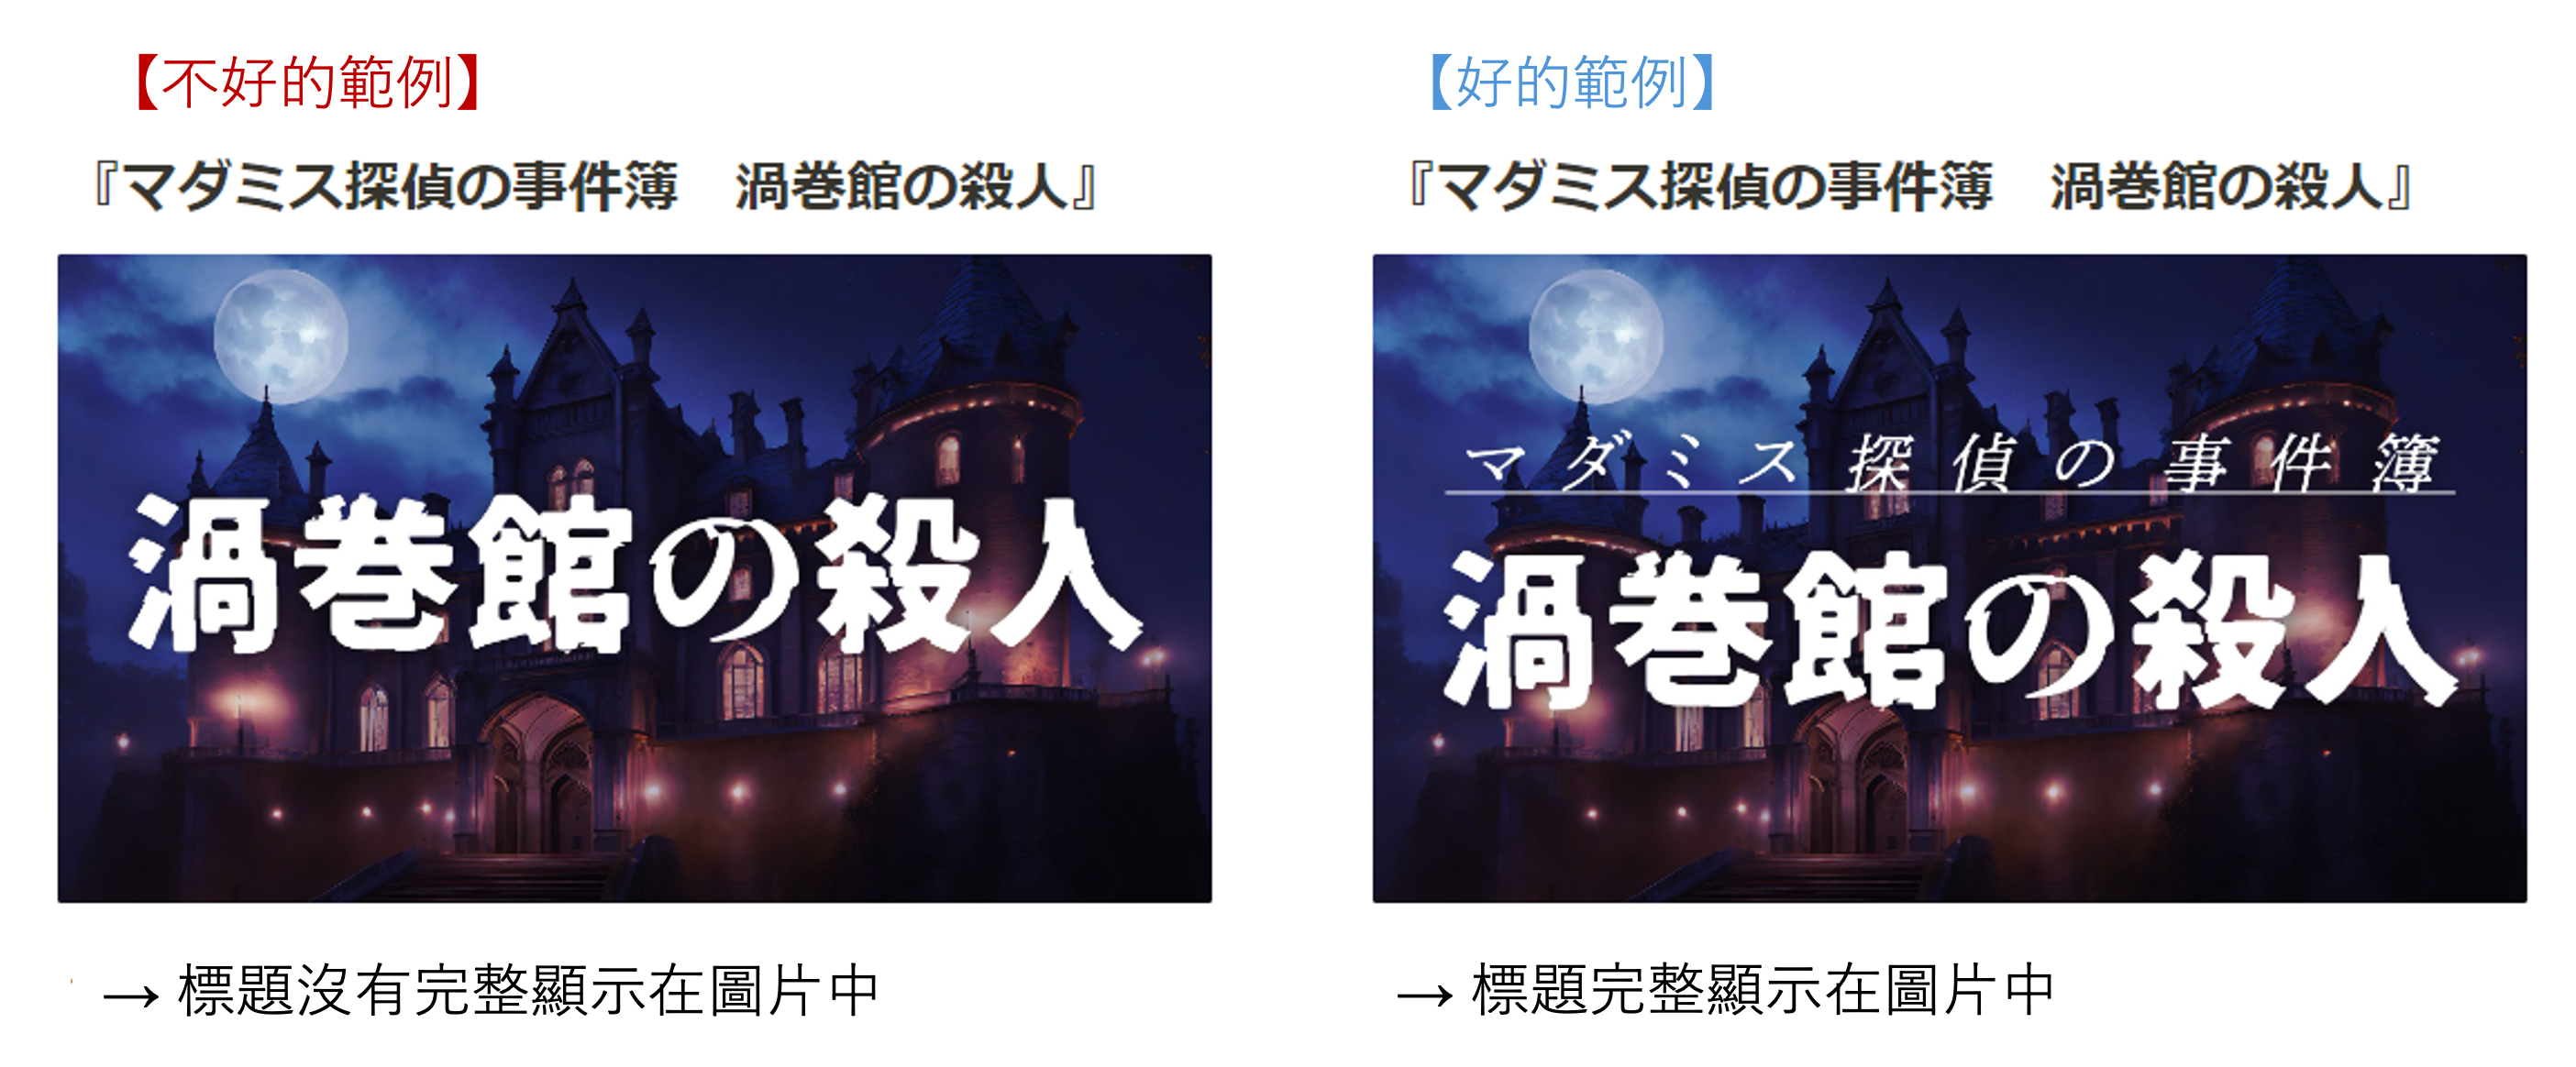 【不好的範例】
『マダミス探偵の事件簿　渦巻館の殺人』
渦巻館の殺人
→ 標題沒有完整顯示在圖片中
【好的範例】
『マダミス探偵の事件簿　渦巻館の殺人』
マダミス探偵の事件簿
渦巻館の殺人
→ 標題完整顯示在圖片中